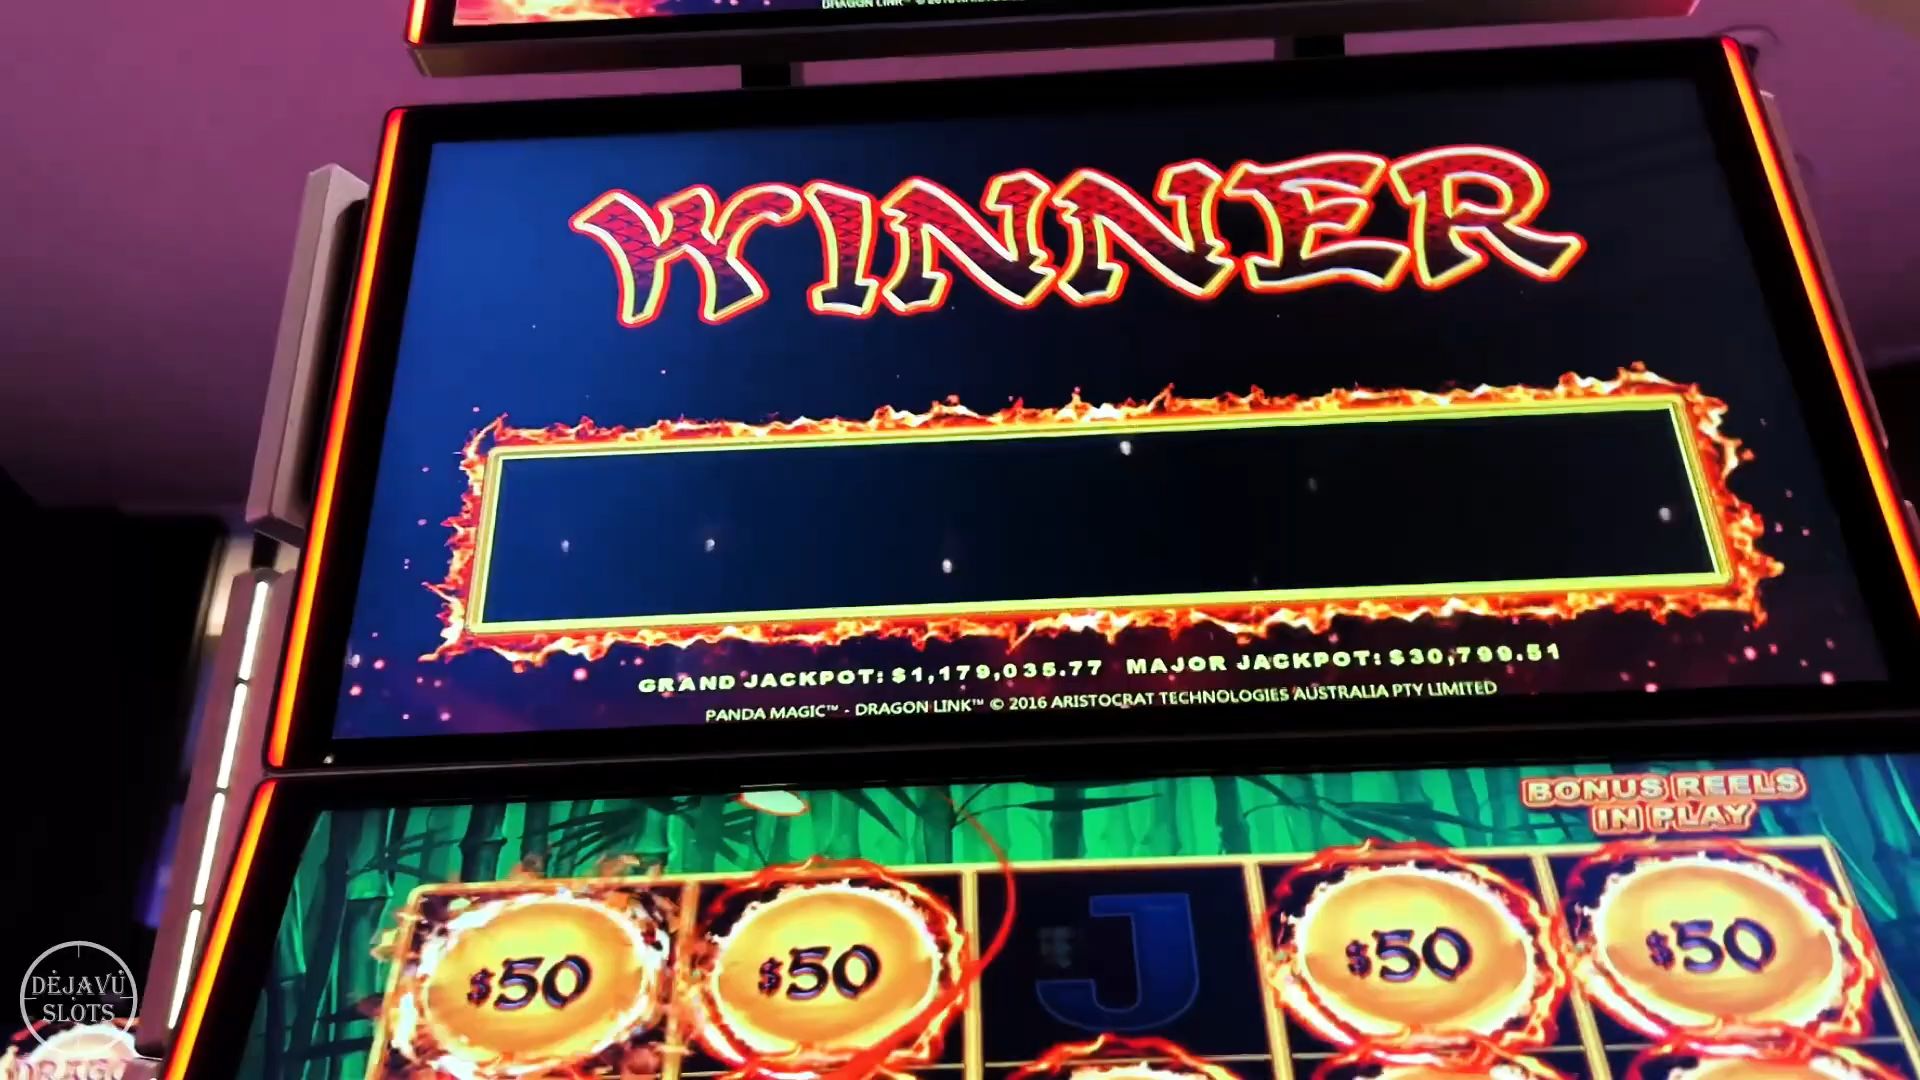 WINNER
GRAND JACKPOT: $1,179,035.77 MAJOR JACKPOT: $30,799.51
PANDA MAGIC™ - DRAGON LINK™ © 2016 ARISTOCRAT TECHNOLOGIES AUSTRALIA PTY LIMITED
BONUS REELS
IN PLAY
$50 $50 J $50 $50
DĖJAVŮ
SLOTS